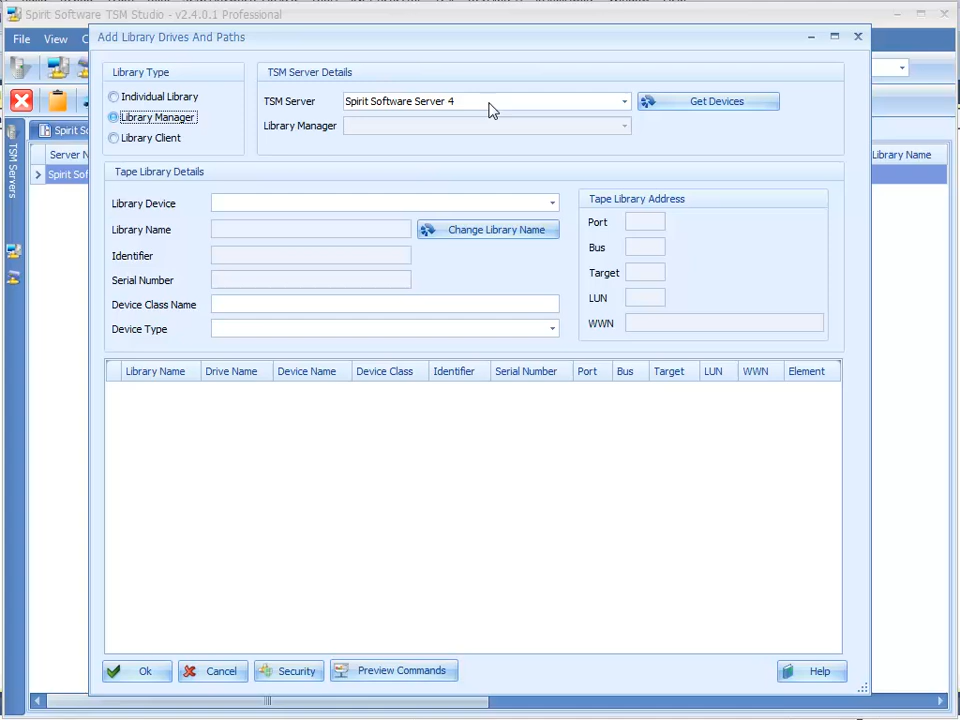 Spirit Software TSM Studio - v2.4.0.1 Professional
Add Library Drives And Paths
File View
Library Type
Individual Library
Library Manager
Library Client
TSM Server Details
TSM Server Spirit Software Server 4 Get Devices
Library Manager
Spirit So
Server N
Library Name
Spirit Sof
TSM Servers
Tape Library Details
Library Device
Library Name Change Library Name
Identifier
Serial Number
Device Class Name
Device Type
Tape Library Address
Port
Bus
Target
LUN
WWN
Library Name Drive Name Device Name Device Class Identifier Serial Number Port Bus Target LUN WWN Element
Ok Cancel Security Preview Commands Help